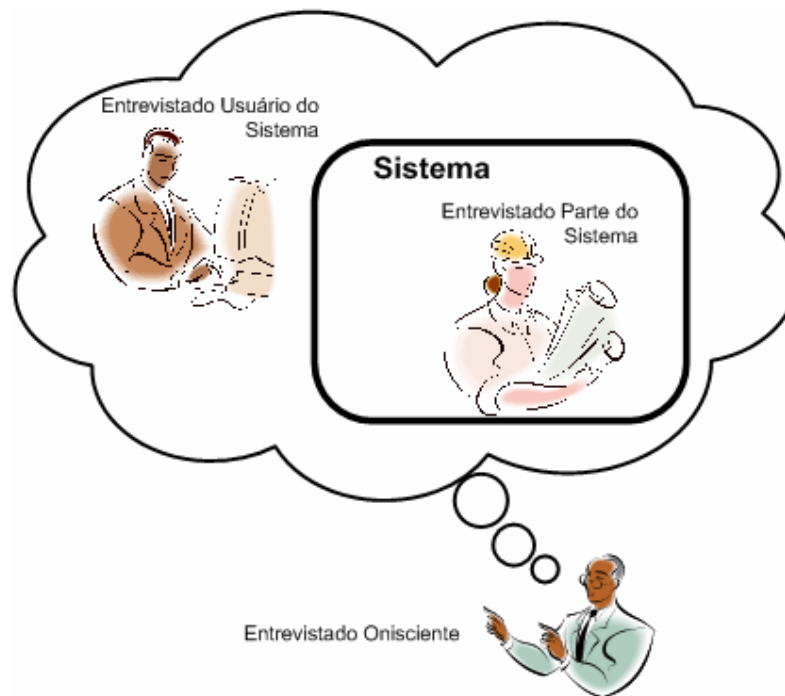 Entrevistado Usuário do
Sistema
Sistema
Entrevistado Parte do
Sistema
Entrevistado Onisciente